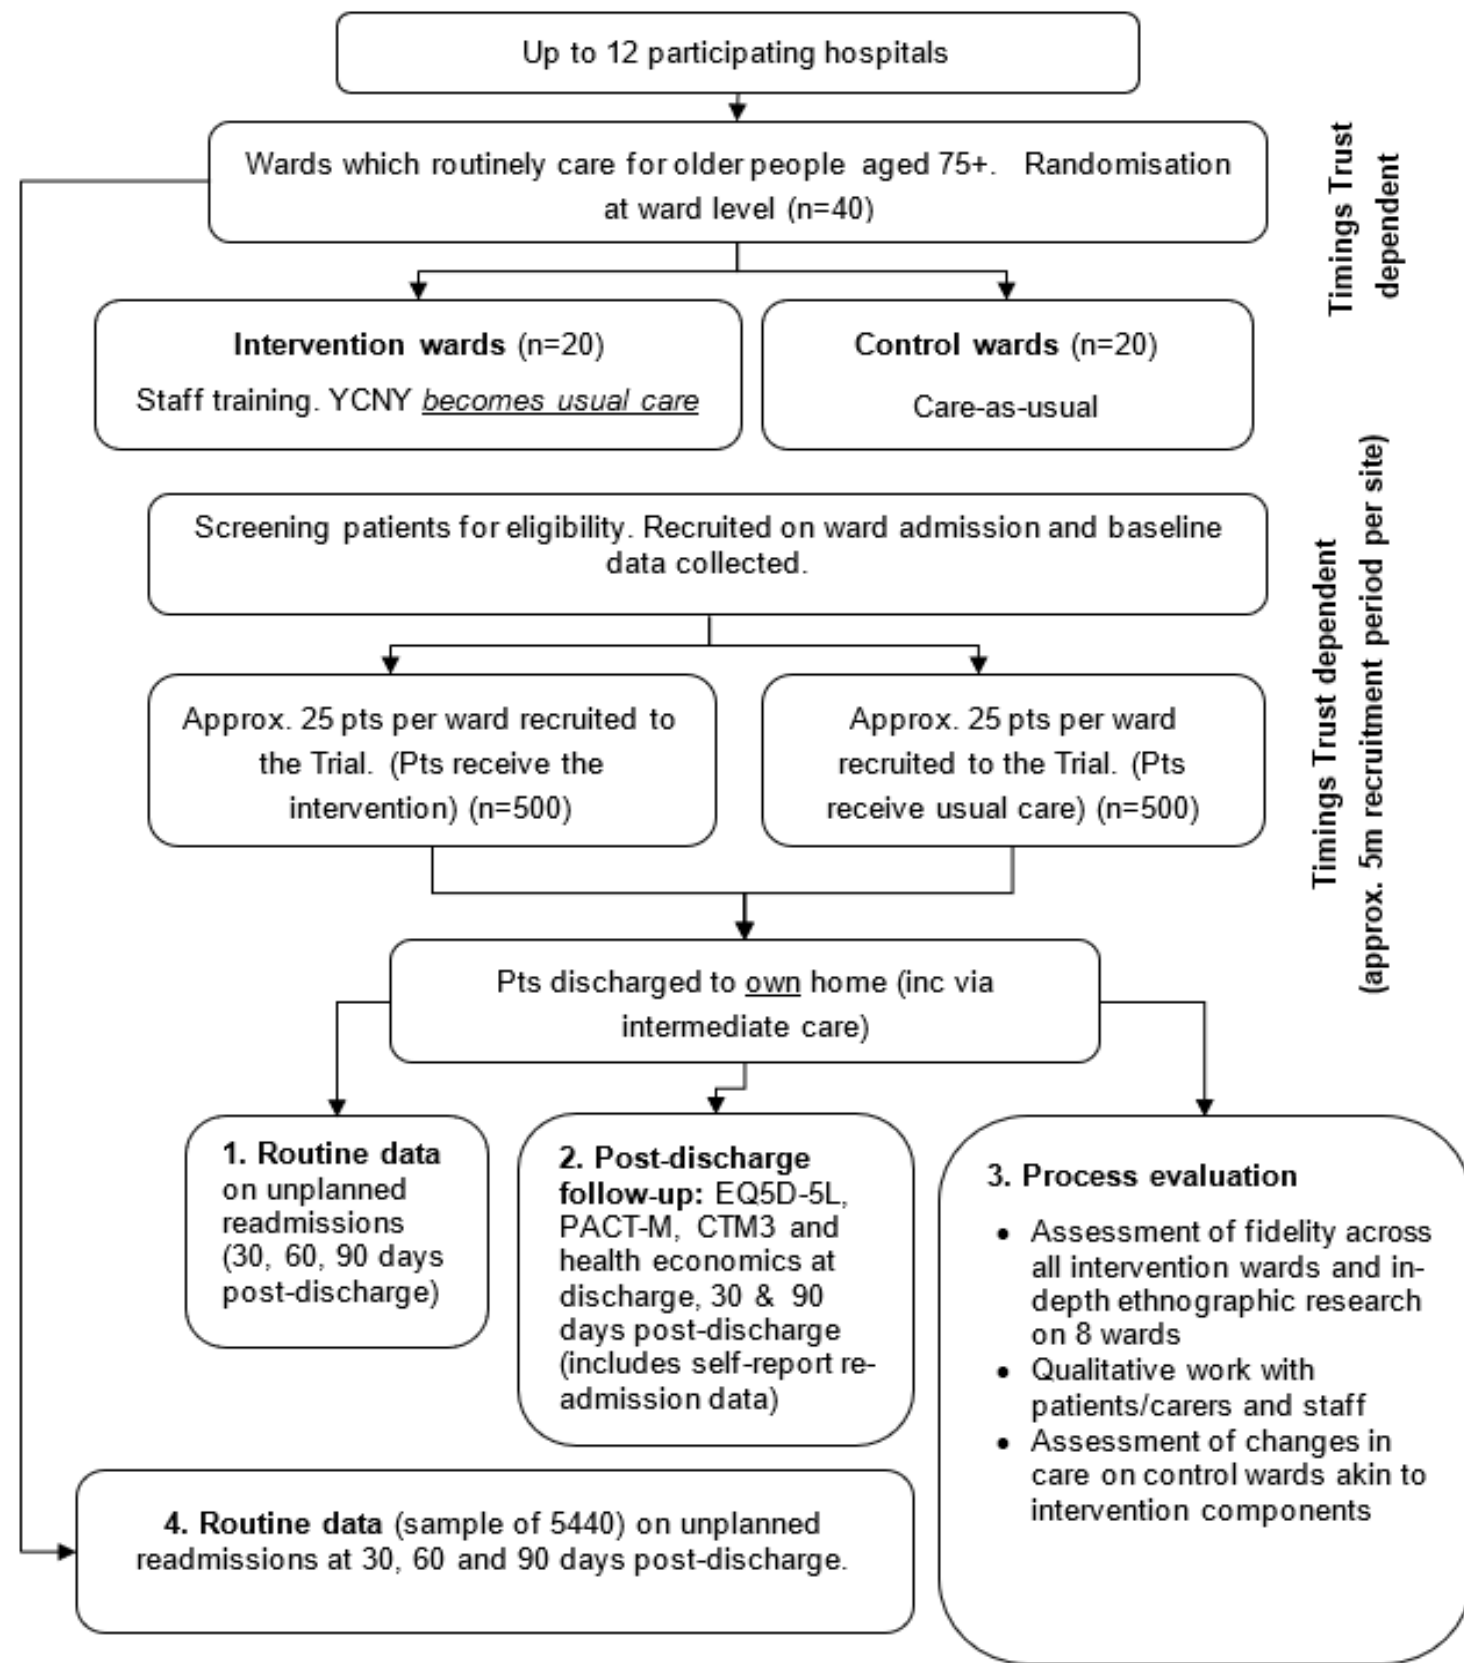 Up to 12 participating hospitals
Wards which routinely care for older people aged 75+. Randomisation
at ward level (n=40)
Timings Trust
dependent
Intervention wards (n=20)
Staff training. YCNY becomes usual care
Control wards (n=20)
Care-as-usual
Screening patients for eligibility. Recruited on ward admission and baseline
data collected.
Timings Trust dependent
(approx. 5m recruitment period per site)
Approx. 25 pts per ward recruited to
the Trial. (Pts receive the
intervention) (n=500)
Approx. 25 pts per ward
recruited to the Trial. (Pts
receive usual care) (n=500)
Pts discharged to own home (inc via
intermediate care)
1. Routine data
on unplanned
readmissions
(30, 60, 90 days
post-discharge)
2. Post-discharge
follow-up: EQ5D-5L,
PACT-M, CTM3 and
health economics at
discharge, 30 & 90
days post-discharge
(includes self-report re-
admission data)
3. Process evaluation
• Assessment of fidelity across
all intervention wards and in-
depth ethnographic research
on 8 wards
• Qualitative work with
patients/carers and staff
• Assessment of changes in
care on control wards akin to
intervention components
4. Routine data (sample of 5440) on unplanned
readmissions at 30, 60 and 90 days post-discharge.